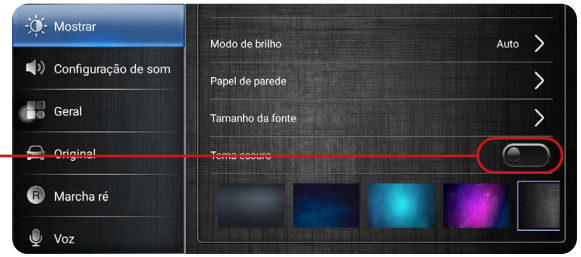 Mostrar
Configuração de som
Geral
Original
R Marcha ré
Voz
Modo de brilho Auto
Papel de parede
Tamanho da fonte
Tema escuro